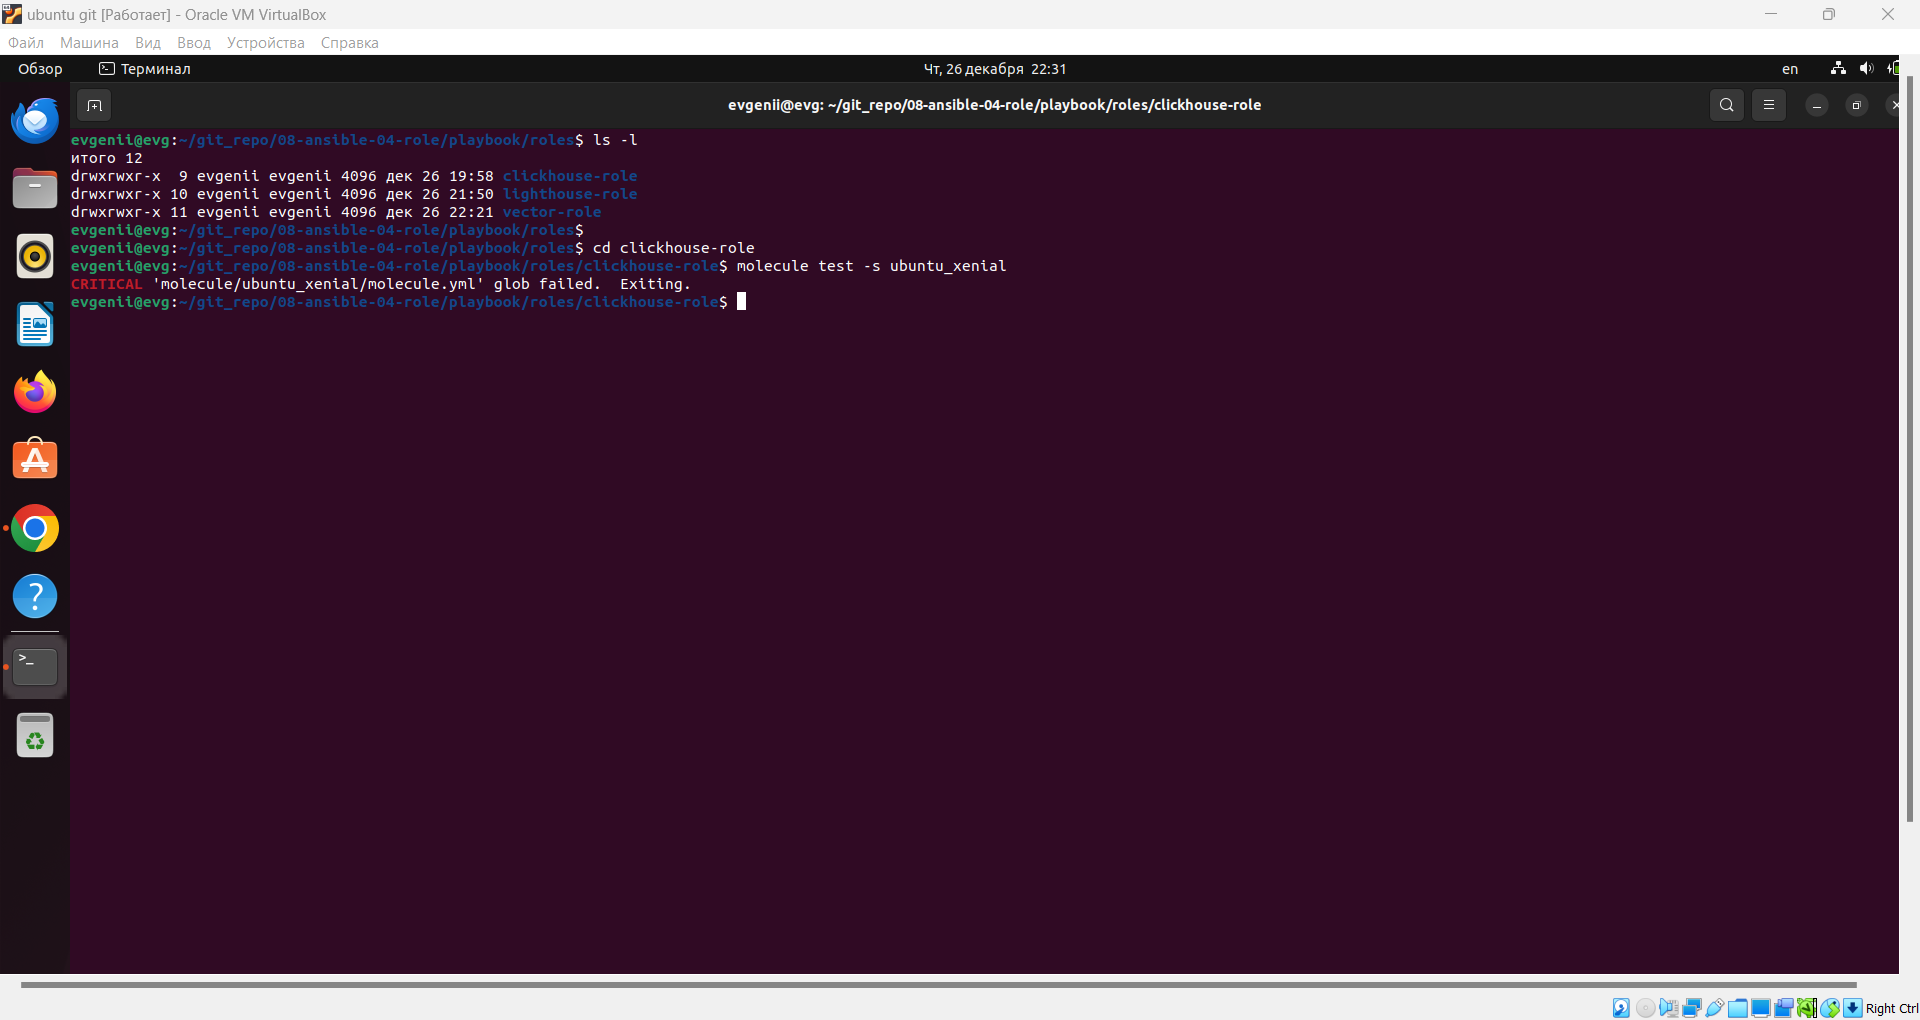 ubuntu git [Работает] - Oracle VM VirtualBox
Файл Машина Вид Ввод Устройства Справка
Обзор Терминал Чт, 26 декабря 22:31 en
evgenii@evg: ~/git_repo/08-ansible-04-role/playbook/roles/clickhouse-role
evgenii@evg:~/git_repo/08-ansible-04-role/playbook/roles$ ls -l
итого 12
drwxrwxr-x  9 evgenii evgenii 4096 дек 26 19:58 clickhouse-role
drwxrwxr-x 10 evgenii evgenii 4096 дек 26 21:50 lighthouse-role
drwxrwxr-x 11 evgenii evgenii 4096 дек 26 22:21 vector-role
evgenii@evg:~/git_repo/08-ansible-04-role/playbook/roles$
evgenii@evg:~/git_repo/08-ansible-04-role/playbook/roles$ cd clickhouse-role
evgenii@evg:~/git_repo/08-ansible-04-role/playbook/roles/clickhouse-role$ molecule test -s ubuntu_xenial
CRITICAL 'molecule/ubuntu_xenial/molecule.yml' glob failed.  Exiting.
evgenii@evg:~/git_repo/08-ansible-04-role/playbook/roles/clickhouse-role$
Right Ctrl